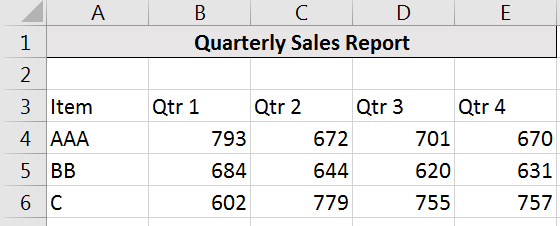 A B C D E
1 Quarterly Sales Report
2
3 Item Qtr 1 Qtr 2 Qtr 3 Qtr 4
4 AAA 793 672 701 670
5 BB 684 644 620 631
6 C 602 779 755 757